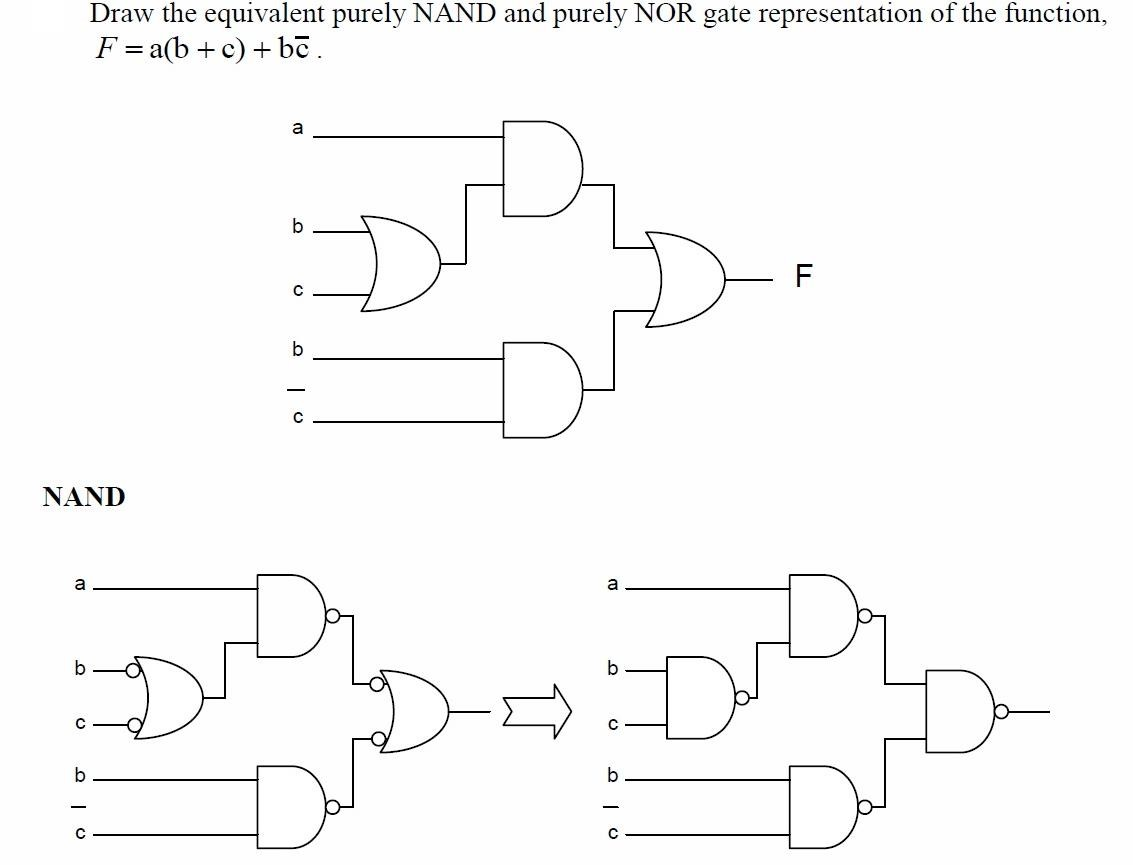 Draw the equivalent purely NAND and purely NOR gate representation of the function,
F = a(b + c) + bc̄ .
a
b
c
b
c̄
F
NAND
a
b
c
b
c̄
a
b
c
b
c̄